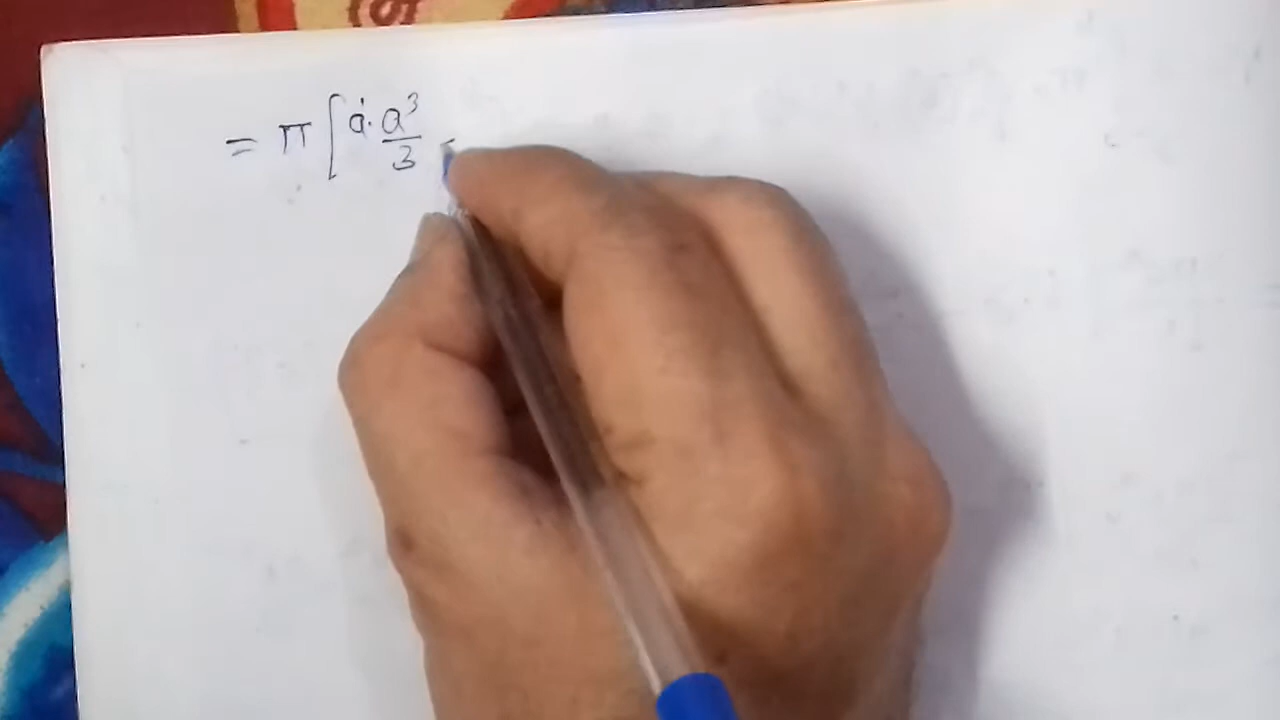 = π [ a · a³/3 -